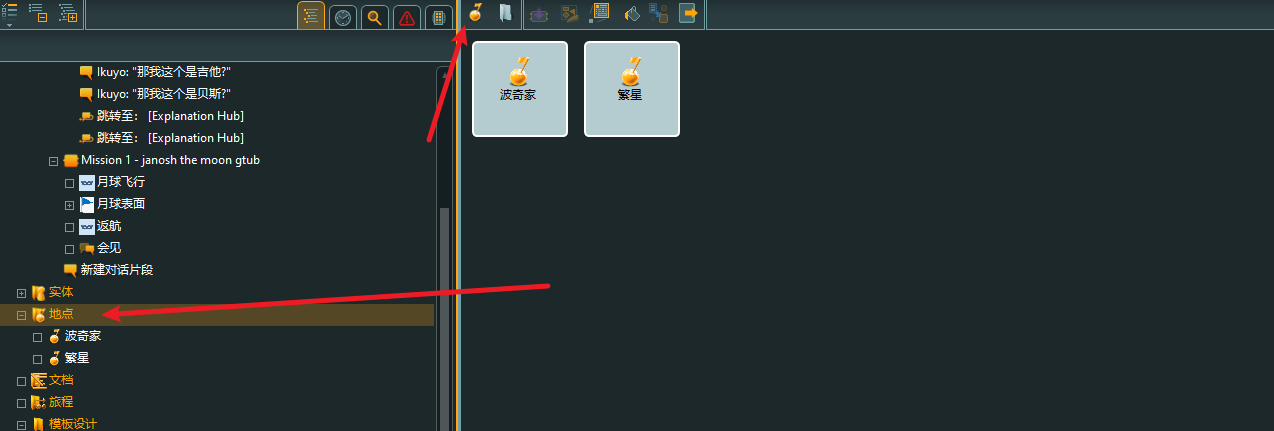 Ikuyo: "那我这个是吉他?"
Ikuyo: "那我这个是贝斯?"
跳转至： [Explanation Hub]
跳转至： [Explanation Hub]
Mission 1 - janosh the moon gtub
月球飞行
月球表面
返航
会见
新建对话片段
实体
地点
波奇家
繁星
文档
旅程
模板设计
波奇家
繁星